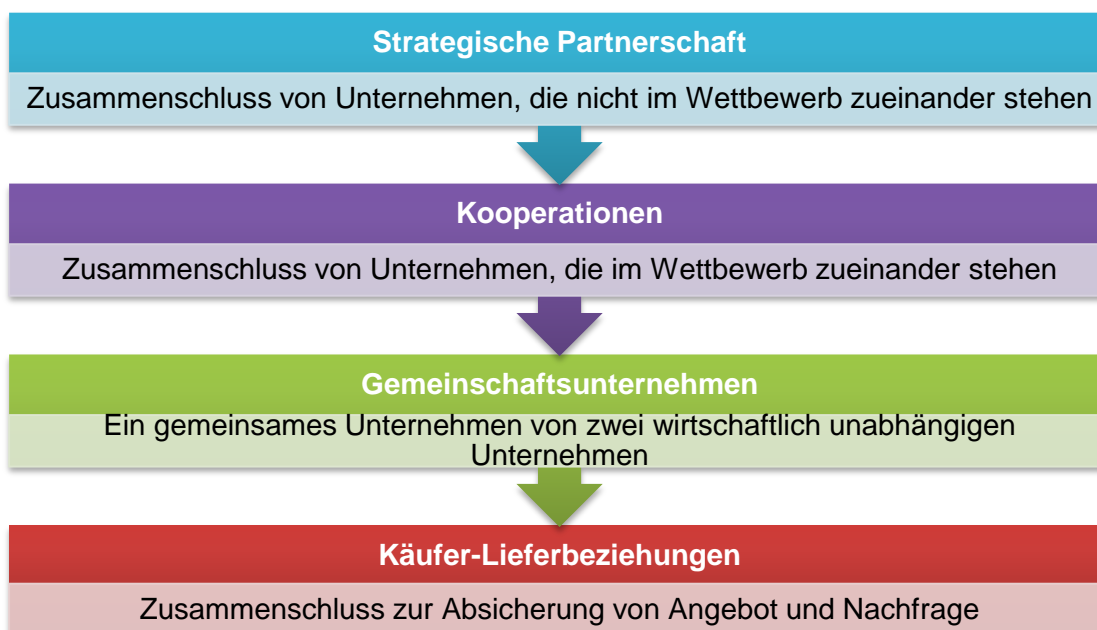 Strategische Partnerschaft
Zusammenschluss von Unternehmen, die nicht im Wettbewerb zueinander stehen
Kooperationen
Zusammenschluss von Unternehmen, die im Wettbewerb zueinander stehen
Gemeinschaftsunternehmen
Ein gemeinsames Unternehmen von zwei wirtschaftlich unabhängigen
Unternehmen
Käufer-Lieferbeziehungen
Zusammenschluss zur Absicherung von Angebot und Nachfrage